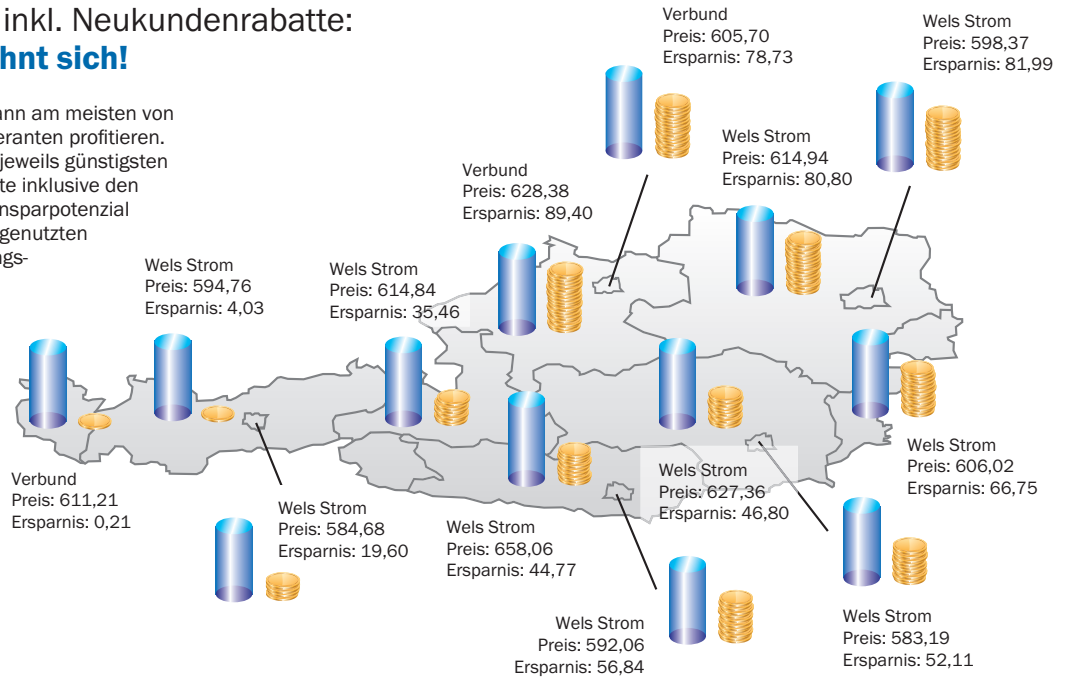 inkl. Neukundenrabatte:
hnt sich!
ann am meisten von
eranten profitieren.
jeweils günstigsten
te inklusive den
nsparpotenzial
genutzten
gs-
Verbund
Preis: 605,70
Ersparnis: 78,73
Wels Strom
Preis: 598,37
Ersparnis: 81,99
Wels Strom
Preis: 614,94
Ersparnis: 80,80
Verbund
Preis: 628,38
Ersparnis: 89,40
Wels Strom
Preis: 594,76
Ersparnis: 4,03
Wels Strom
Preis: 614,84
Ersparnis: 35,46
Verbund
Preis: 611,21
Ersparnis: 0,21
Wels Strom
Preis: 584,68
Ersparnis: 19,60
Wels Strom
Preis: 658,06
Ersparnis: 44,77
Wels Strom
Preis: 627,36
Ersparnis: 46,80
Wels Strom
Preis: 606,02
Ersparnis: 66,75
Wels Strom
Preis: 592,06
Ersparnis: 56,84
Wels Strom
Preis: 583,19
Ersparnis: 52,11